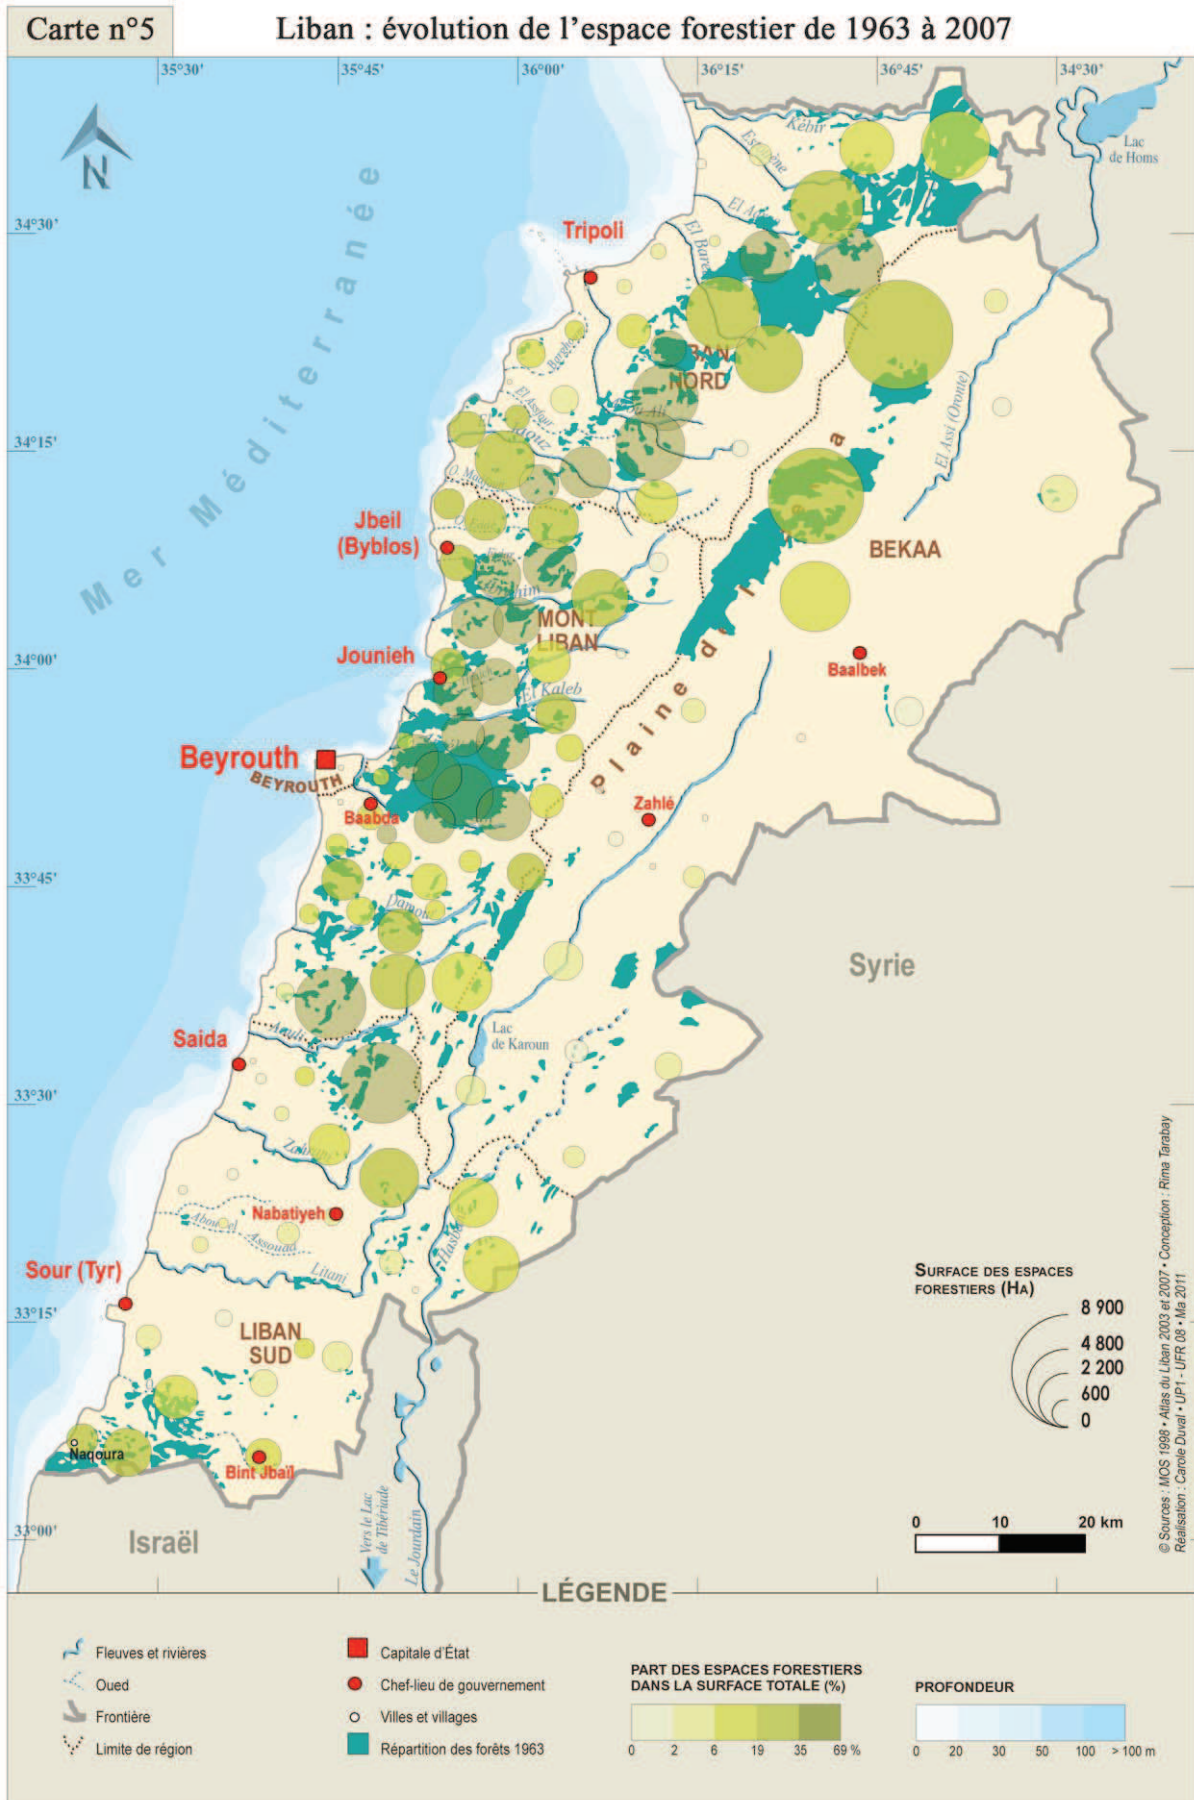 Carte n°5
Liban : évolution de l'espace forestier de 1963 à 2007
35°30'
35°45'
36°00'
36°15'
36°45'
34°30'
N
Mer Méditerranée
Kébir
Lac
de Homs
34°30'
Tripoli
LIBAN
NORD
El Assi (Oronte)
34°15'
Jbeil
(Byblos)
BEKAA
MONT
LIBAN
34°00'
Jounieh
Baalbek
El Kaleb
Plaine de la Bekaa
Beyrouth
BEYROUTH
Baabda
Zahlé
33°45'
Damour
Syrie
Lac
de Karoun
Saida
Aouli
33°30'
Zahrani
Nabatiyeh
Abou el
Assouad
Hasbani
Litani
Sour (Tyr)
33°15'
LIBAN
SUD
Naqoura
Bint Jbaïl
33°00'
Israël
Vers le Lac
de Tibériade
Le Jourdain
SURFACE DES ESPACES
FORESTIERS (HA)
8 900
4 800
2 200
600
0
0 10 20 km
© Sources : MOS 1998 • Atlas du Liban 2003 et 2007 • Conception : Rima Tarabay
Réalisation : Carole Duval • UP1 - UFR 08 • Ma 2011
LÉGENDE
Fleuves et rivières
Oued
Frontière
Limite de région
Capitale d'État
Chef-lieu de gouvernement
Villes et villages
Répartition des forêts 1963
PART DES ESPACES FORESTIERS
DANS LA SURFACE TOTALE (%)
0 2 6 19 35 69 %
PROFONDEUR
0 20 30 50 100 > 100 m